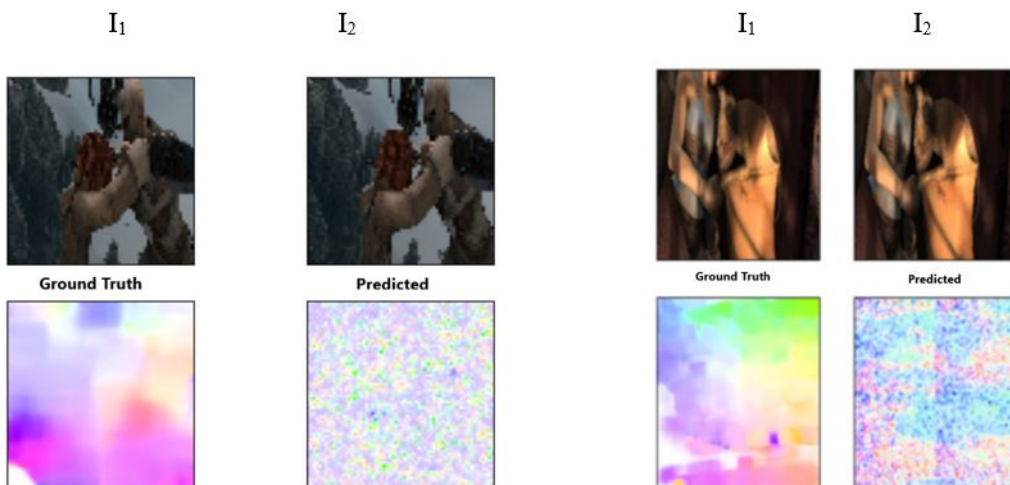 I₁ I₂ I₁ I₂
Ground Truth Predicted Ground Truth Predicted